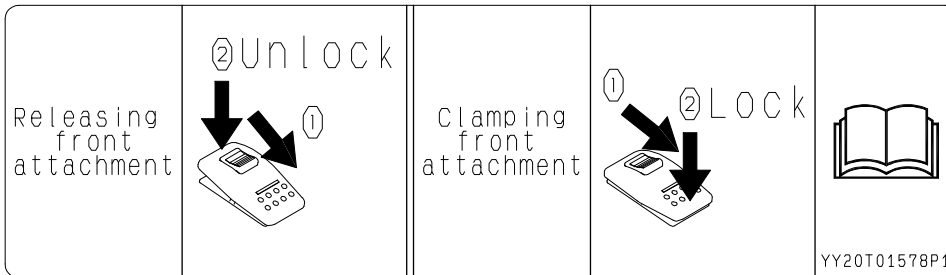 Releasing
front
attachment
②Unlock
①
Clamping
front
attachment
①
②Lock
YY20T01578P1